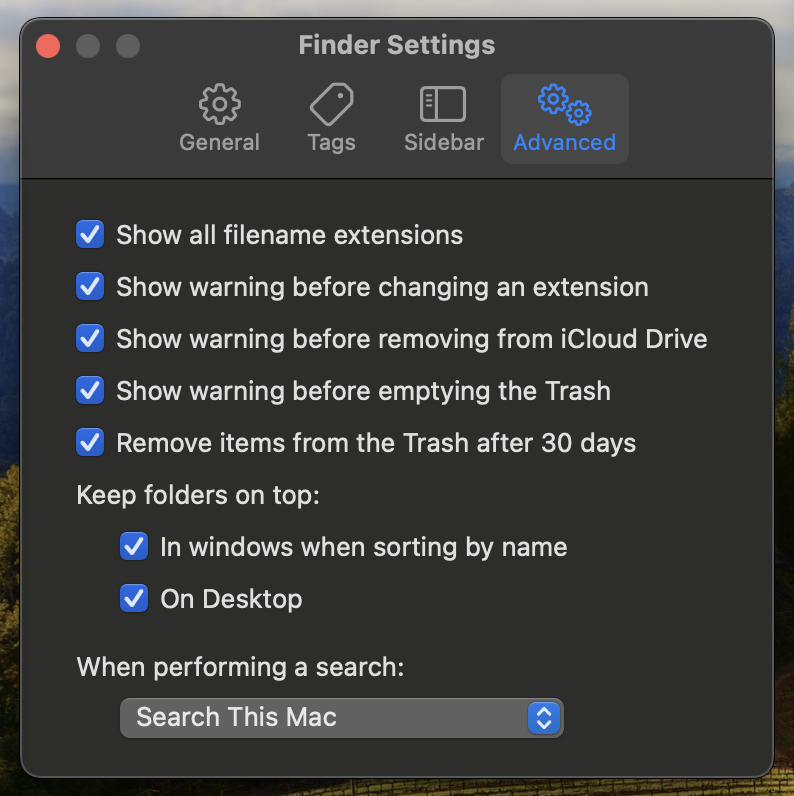 Finder Settings
General Tags Sidebar Advanced
Show all filename extensions
Show warning before changing an extension
Show warning before removing from iCloud Drive
Show warning before emptying the Trash
Remove items from the Trash after 30 days
Keep folders on top:
In windows when sorting by name
On Desktop
When performing a search:
Search This Mac